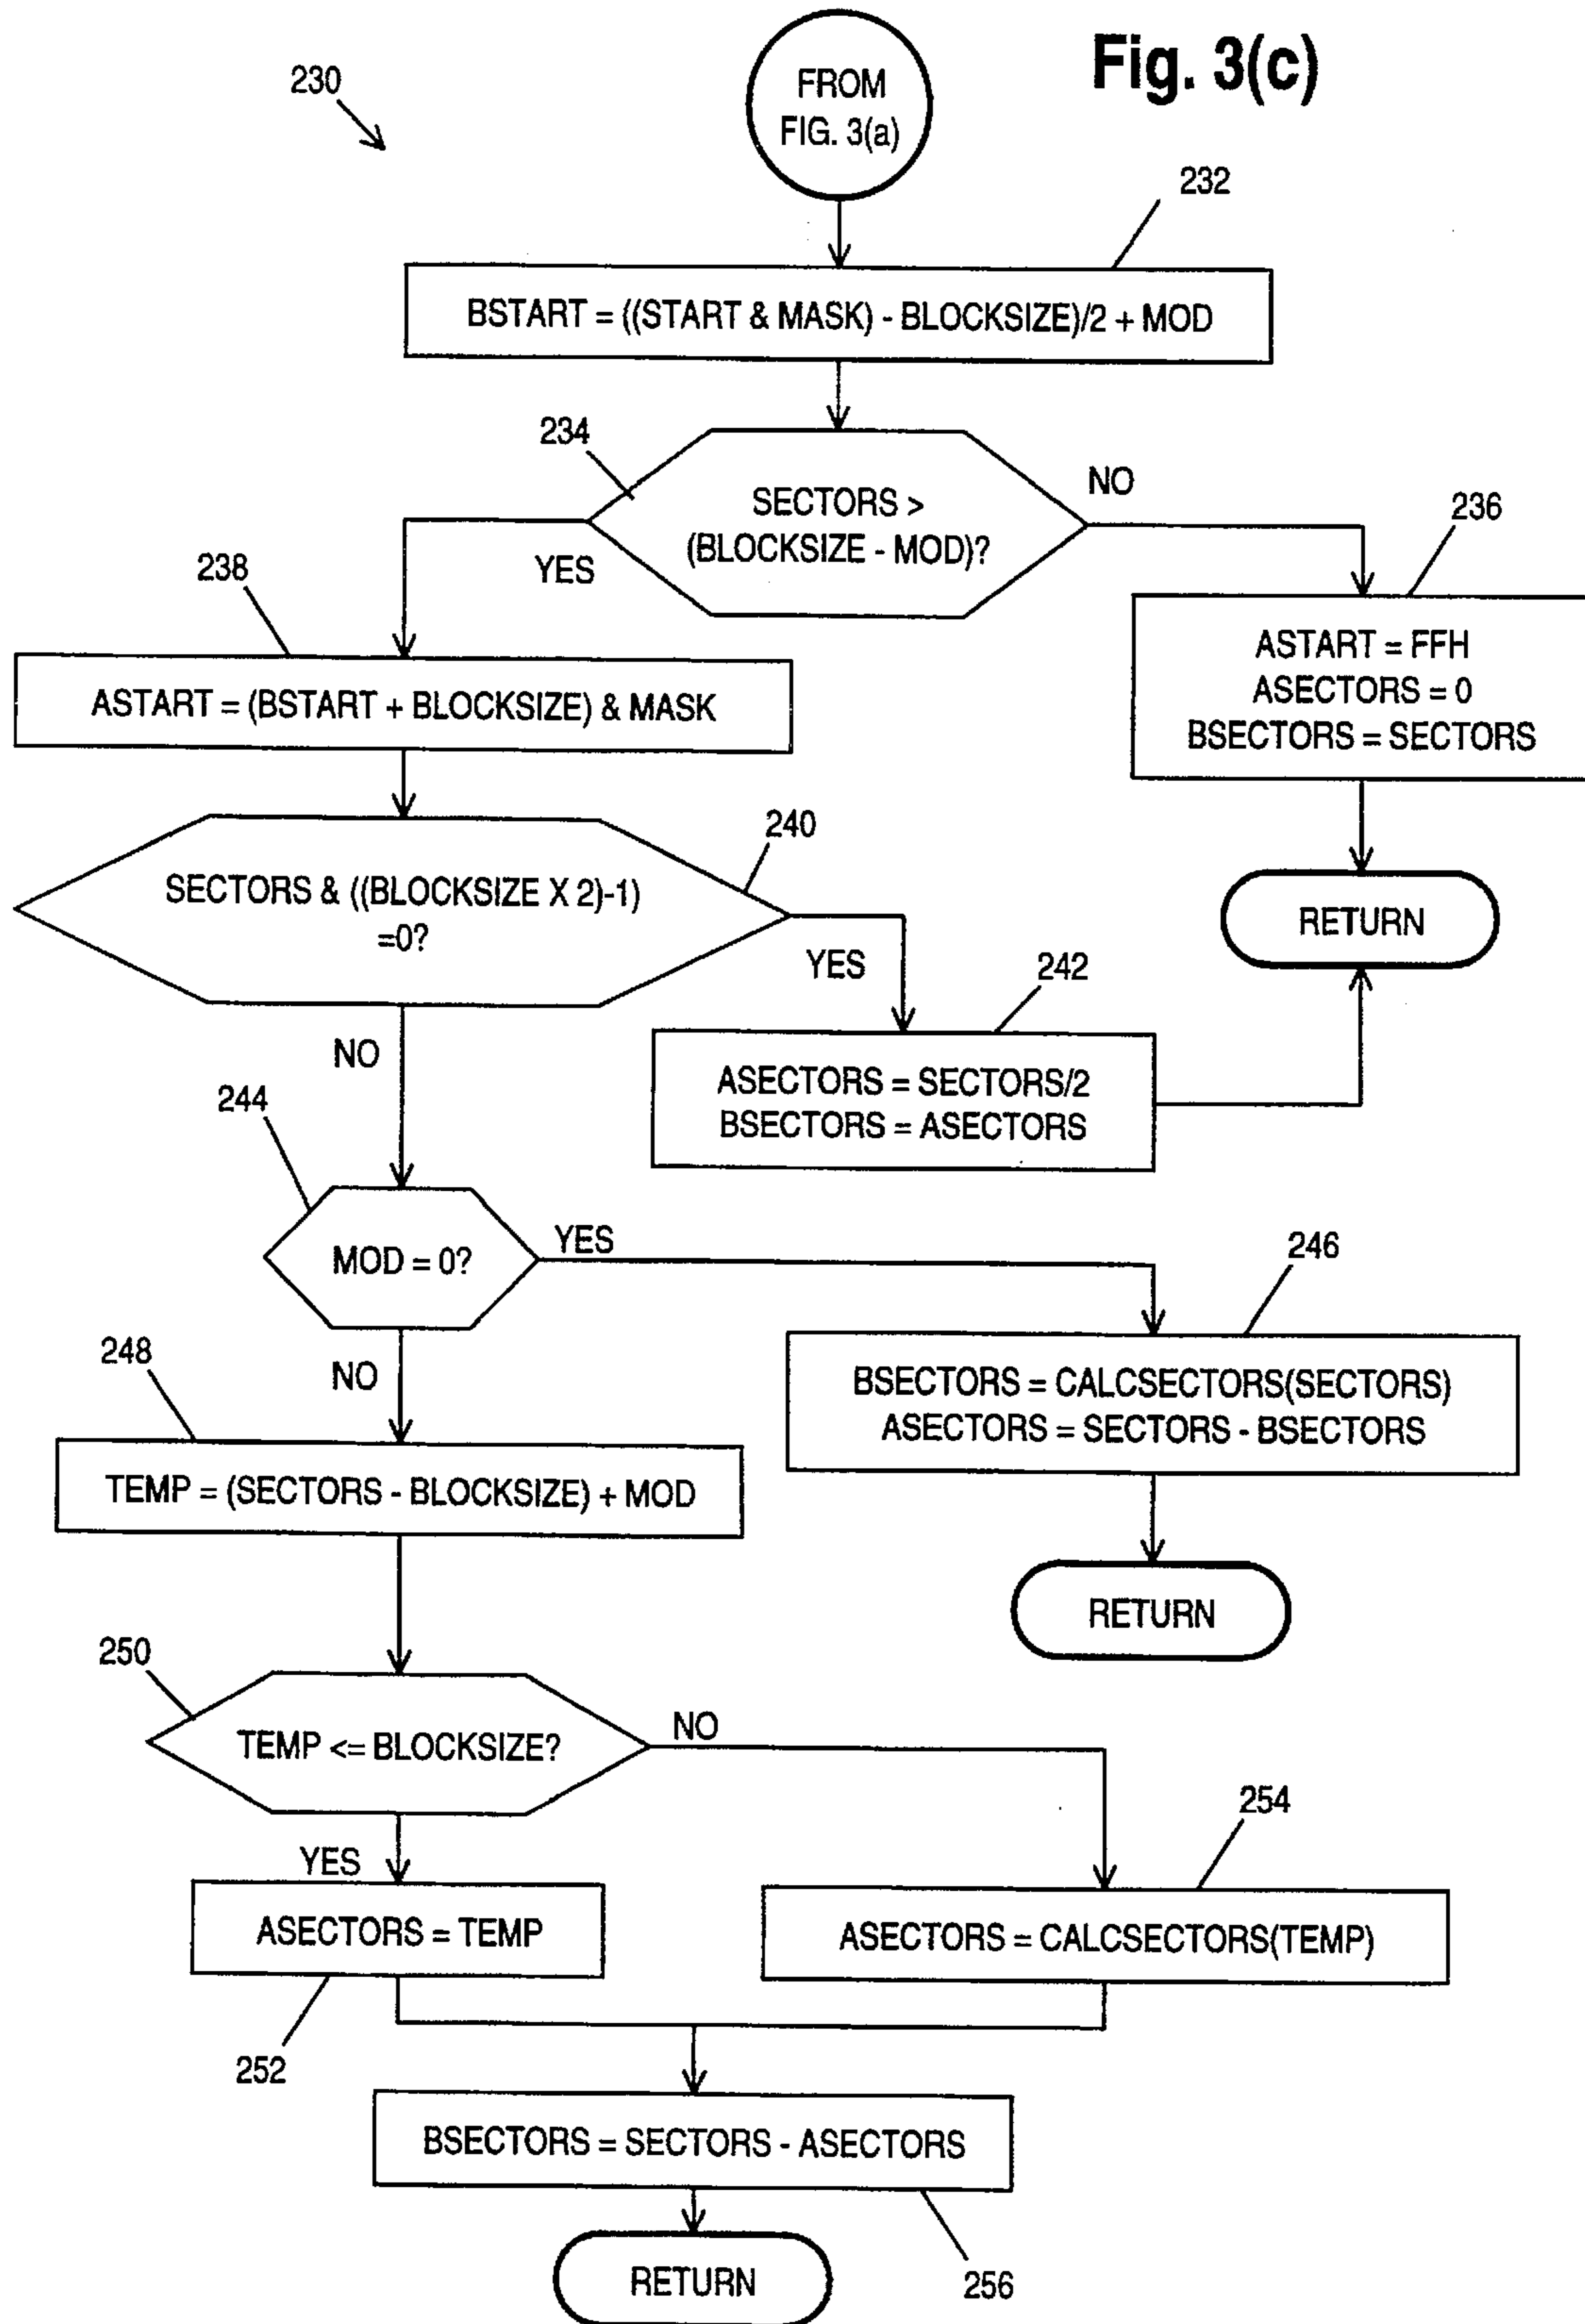 Fig. 3(c)
230
FROM
FIG. 3(a)
232
BSTART = ((START & MASK) - BLOCKSIZE)/2 + MOD
234
SECTORS >
(BLOCKSIZE - MOD)?
NO
YES
236
ASTART = FFH
ASECTORS = 0
BSECTORS = SECTORS
RETURN
238
ASTART = (BSTART + BLOCKSIZE) & MASK
240
SECTORS & ((BLOCKSIZE X 2)-1)
=0?
YES
242
ASECTORS = SECTORS/2
BSECTORS = ASECTORS
NO
244
MOD = 0?
YES
246
BSECTORS = CALCSECTORS(SECTORS)
ASECTORS = SECTORS - BSECTORS
RETURN
NO
248
TEMP = (SECTORS - BLOCKSIZE) + MOD
250
TEMP <= BLOCKSIZE?
NO
YES
254
ASECTORS = TEMP
252
ASECTORS = CALCSECTORS(TEMP)
BSECTORS = SECTORS - ASECTORS
256
RETURN